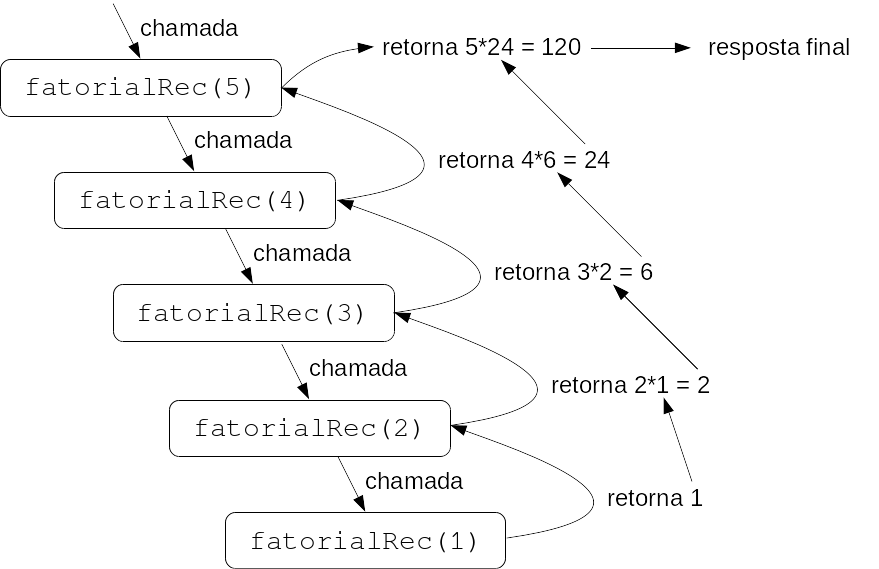 chamada
retorna 5*24 = 120
resposta final
fatorialRec(5)
chamada
retorna 4*6 = 24
fatorialRec(4)
chamada
retorna 3*2 = 6
fatorialRec(3)
chamada
retorna 2*1 = 2
fatorialRec(2)
chamada
retorna 1
fatorialRec(1)